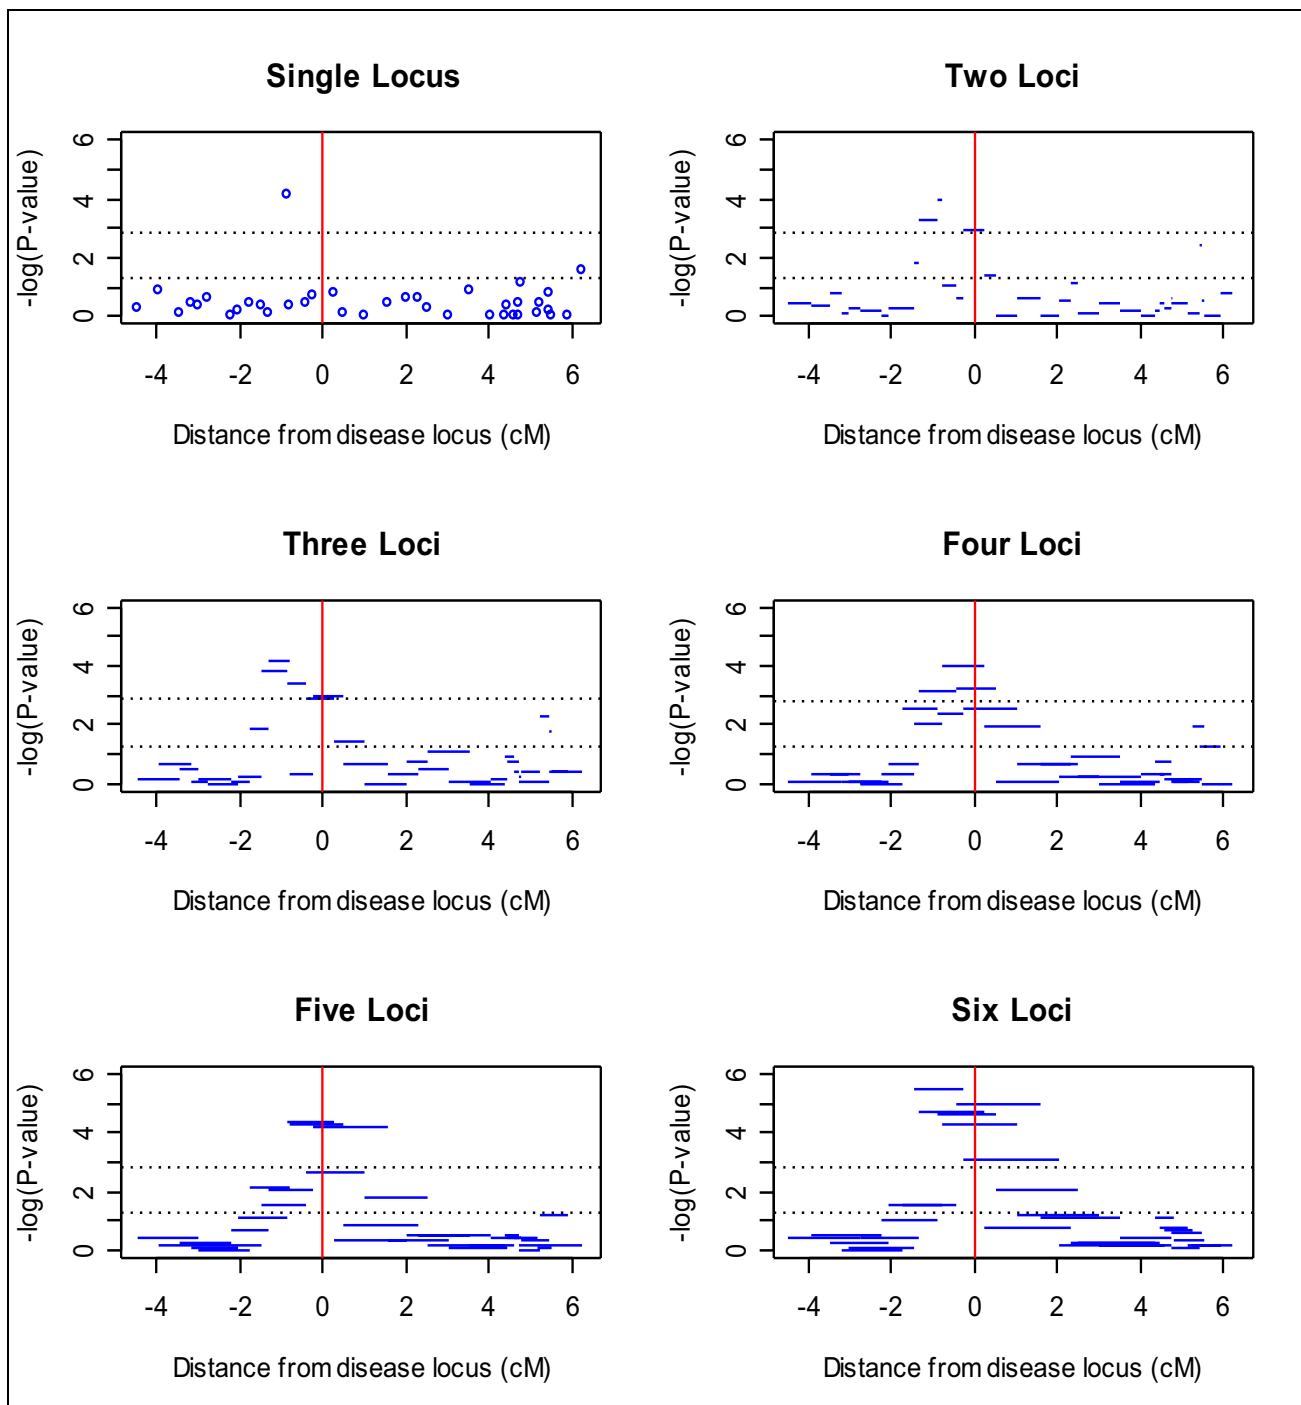 Single Locus
-log(P-value)
6
4
2
0
-4 -2 0 2 4 6
Distance from disease locus (cM)
Two Loci
-log(P-value)
6
4
2
0
-4 -2 0 2 4 6
Distance from disease locus (cM)
Three Loci
-log(P-value)
6
4
2
0
-4 -2 0 2 4 6
Distance from disease locus (cM)
Four Loci
-log(P-value)
6
4
2
0
-4 -2 0 2 4 6
Distance from disease locus (cM)
Five Loci
-log(P-value)
6
4
2
0
-4 -2 0 2 4 6
Distance from disease locus (cM)
Six Loci
-log(P-value)
6
4
2
0
-4 -2 0 2 4 6
Distance from disease locus (cM)